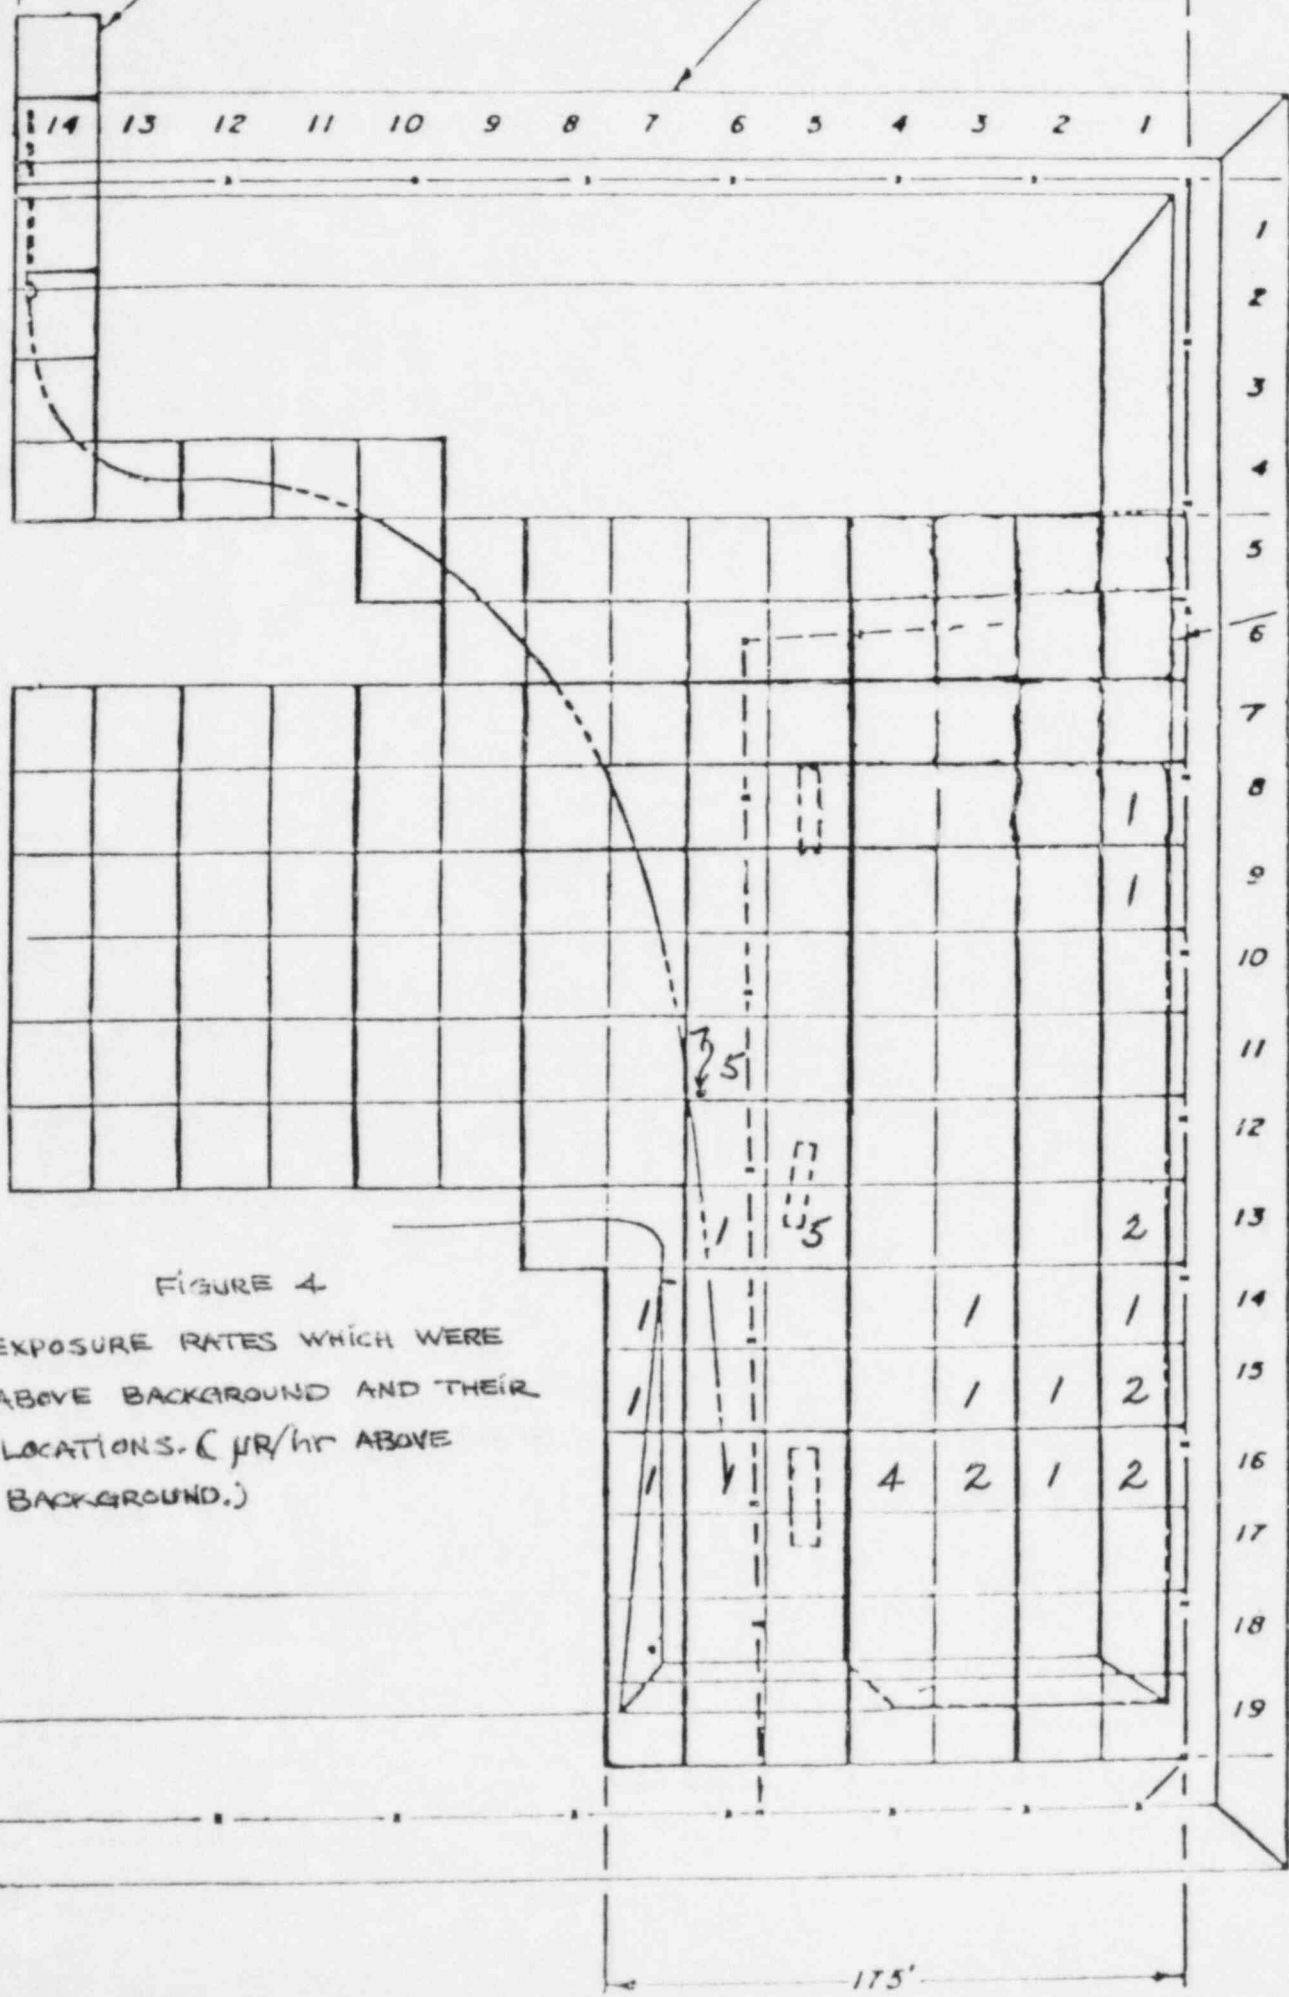 14 13 12 11 10 9 8 7 6 5 4 3 2 1
1
2
3
4
5
6
7
8
1
9
1
10
11
5
12
13
1 5 2
14
1 1 1
15
1 1 1 2
16
1 1 4 2 1 2
17
18
19
FIGURE 4
EXPOSURE RATES WHICH WERE
ABOVE BACKGROUND AND THEIR
LOCATIONS. ( µR/hr ABOVE
BACKGROUND.)
175'